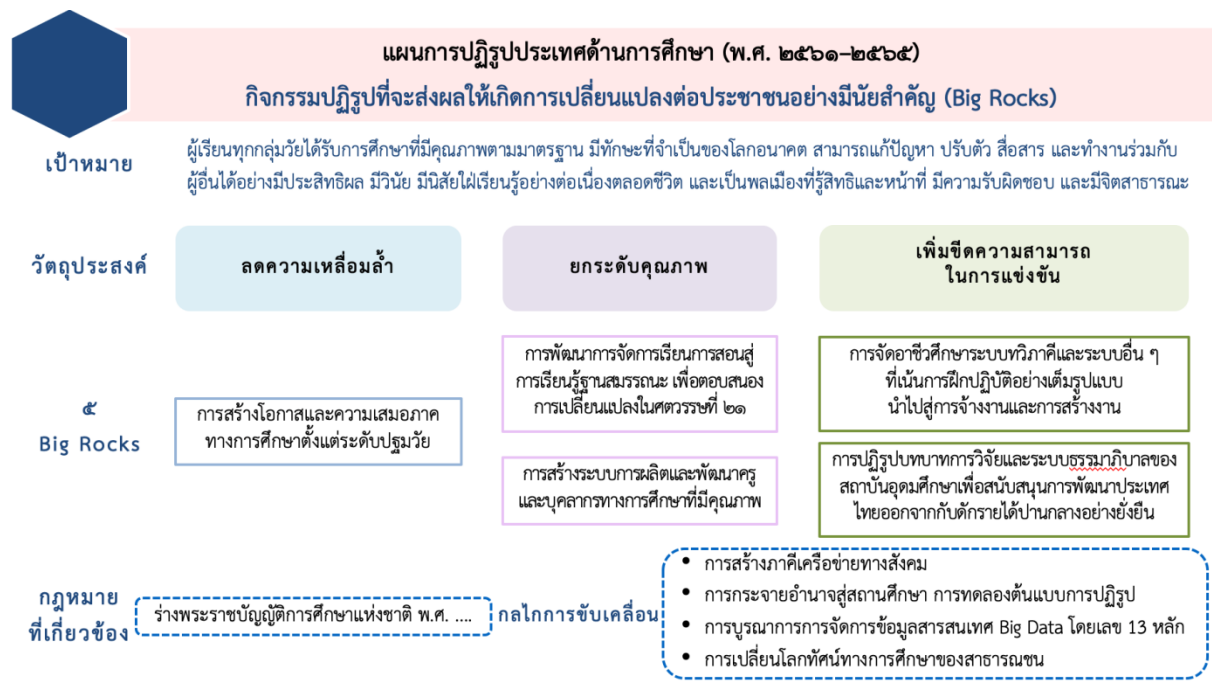 แผนการปฏิรูปประเทศด้านการศึกษา (พ.ศ. ๒๕๖๑–๒๕๖๕)
กิจกรรมปฏิรูปที่จะส่งผลให้เกิดการเปลี่ยนแปลงต่อประชาชนอย่างมีนัยสำคัญ (Big Rocks)
เป้าหมาย
ผู้เรียนทุกกลุ่มวัยได้รับการศึกษาที่มีคุณภาพตามมาตรฐาน มีทักษะที่จำเป็นของโลกอนาคต สามารถแก้ปัญหา ปรับตัว สื่อสาร และทำงานร่วมกับ
ผู้อื่นได้อย่างมีประสิทธิผล มีวินัย มีนิสัยใฝ่เรียนรู้อย่างต่อเนื่องตลอดชีวิต และเป็นพลเมืองที่รู้สิทธิและหน้าที่ มีความรับผิดชอบ และมีจิตสาธารณะ
วัตถุประสงค์
ลดความเหลื่อมล้ำ
ยกระดับคุณภาพ
เพิ่มขีดความสามารถ
ในการแข่งขัน
๕
Big Rocks
การสร้างโอกาสและความเสมอภาค
ทางการศึกษาตั้งแต่ระดับปฐมวัย
การพัฒนาการจัดการเรียนการสอนสู่
การเรียนรู้ฐานสมรรถนะ เพื่อตอบสนอง
การเปลี่ยนแปลงในศตวรรษที่ ๒๑
การสร้างระบบการผลิตและพัฒนาครู
และบุคลากรทางการศึกษาที่มีคุณภาพ
การจัดอาชีวศึกษาระบบทวิภาคีและระบบอื่น ๆ
ที่เน้นการฝึกปฏิบัติอย่างเต็มรูปแบบ
นำไปสู่การจ้างงานและการสร้างงาน
การปฏิรูปบทบาทการวิจัยและระบบธรรมาภิบาลของ
สถาบันอุดมศึกษาเพื่อสนับสนุนการพัฒนาประเทศ
ไทยออกจากกับดักรายได้ปานกลางอย่างยั่งยืน
กฎหมาย
ที่เกี่ยวข้อง
ร่างพระราชบัญญัติการศึกษาแห่งชาติ พ.ศ. ....
กลไกการขับเคลื่อน
• การสร้างภาคีเครือข่ายทางสังคม
• การกระจายอำนาจสู่สถานศึกษา การทดลองต้นแบบการปฏิรูป
• การบูรณาการการจัดการข้อมูลสารสนเทศ Big Data โดยเลข 13 หลัก
• การเปลี่ยนโลกทัศน์ทางการศึกษาของสาธารณชน